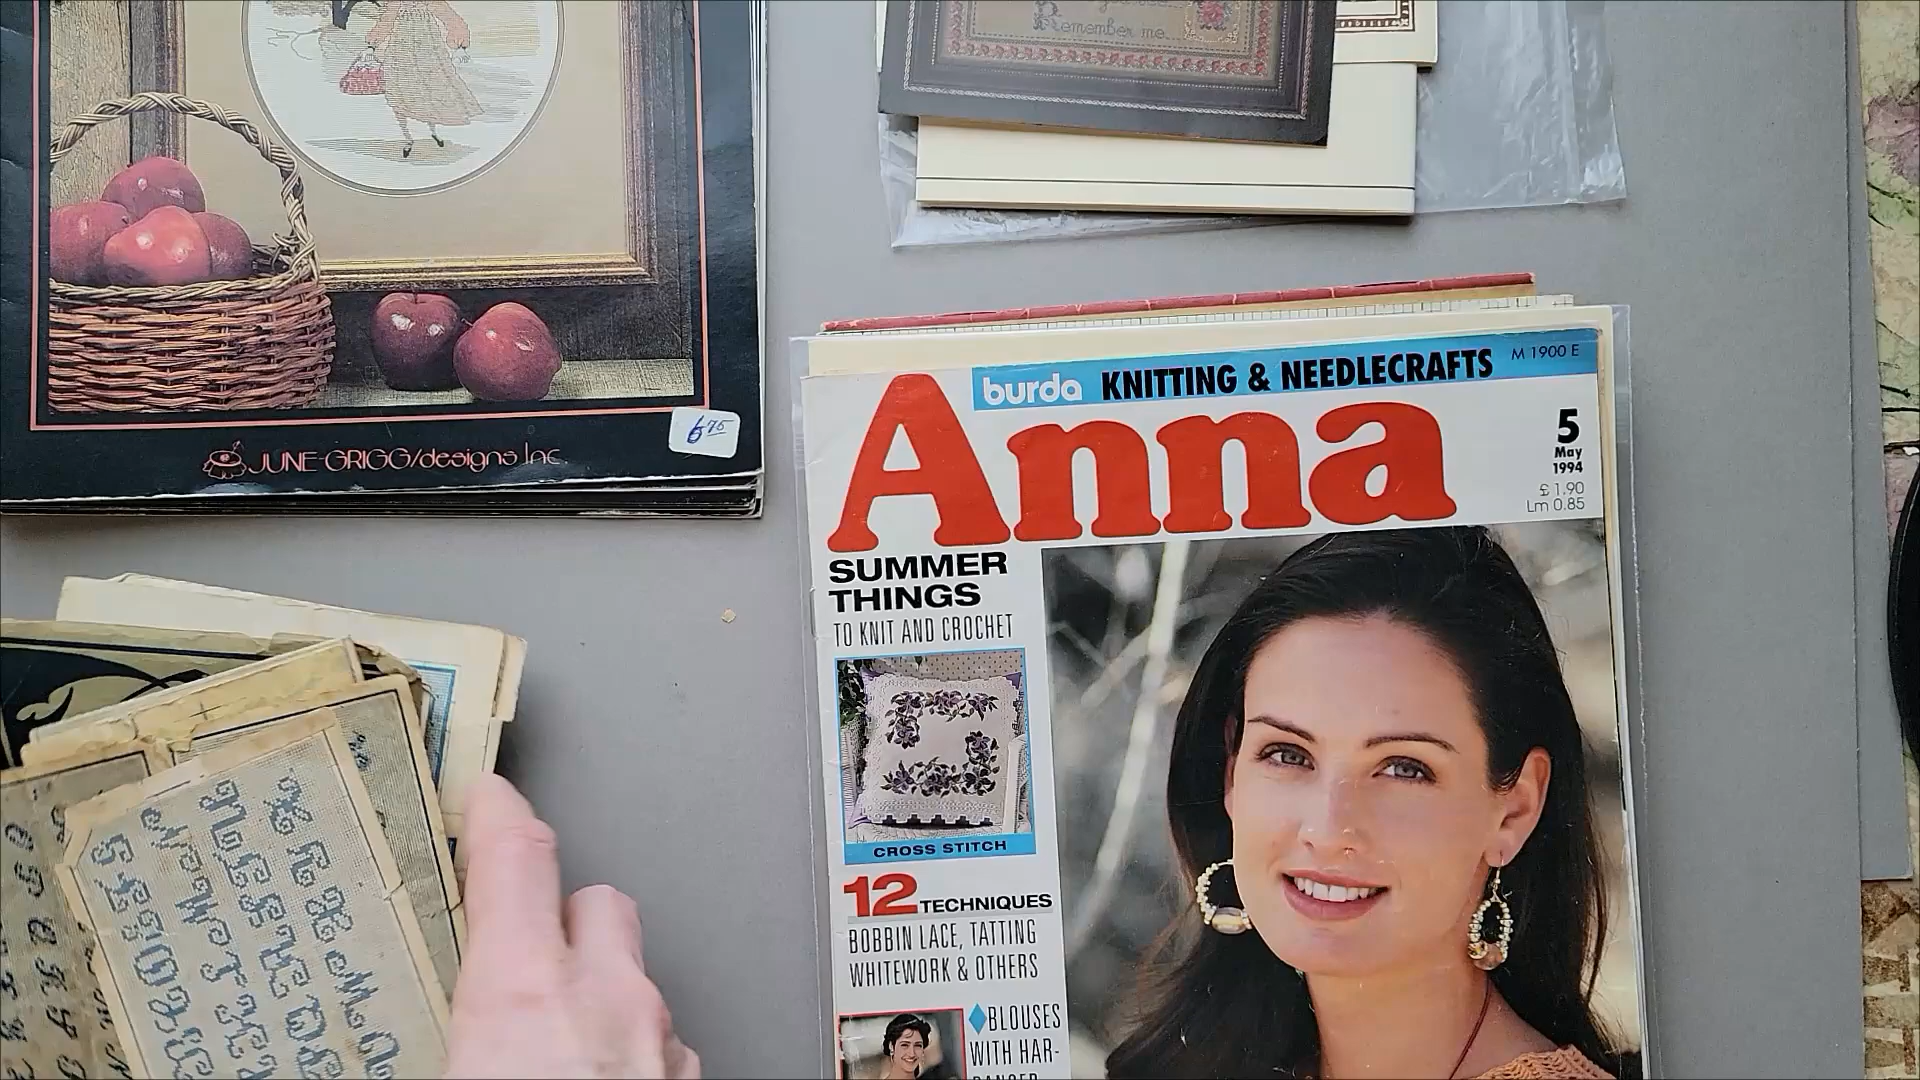 Remember me...
JUNE GRIGG/designs Inc.
6.75
burda KNITTING & NEEDLECRAFTS M 1900 E
Anna
5
May
1994
£ 1.90
Lm 0.85
SUMMER
THINGS
TO KNIT AND CROCHET
CROSS STITCH
12 TECHNIQUES
BOBBIN LACE, TATTING
WHITEWORK & OTHERS
BLOUSES
WITH HAR-
DANGER